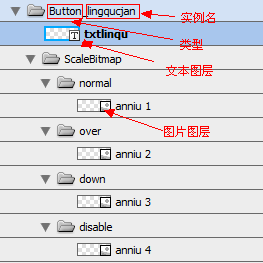 Button lingqucjan 实例名
类型
txtlinqu
文本图层
ScaleBitmap
normal
anniu 1
图片图层
over
anniu 2
down
anniu 3
disable
anniu 4